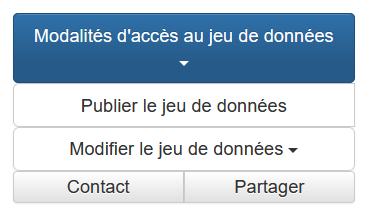 Modalités d'accès au jeu de données
Publier le jeu de données
Modifier le jeu de données
Contact
Partager